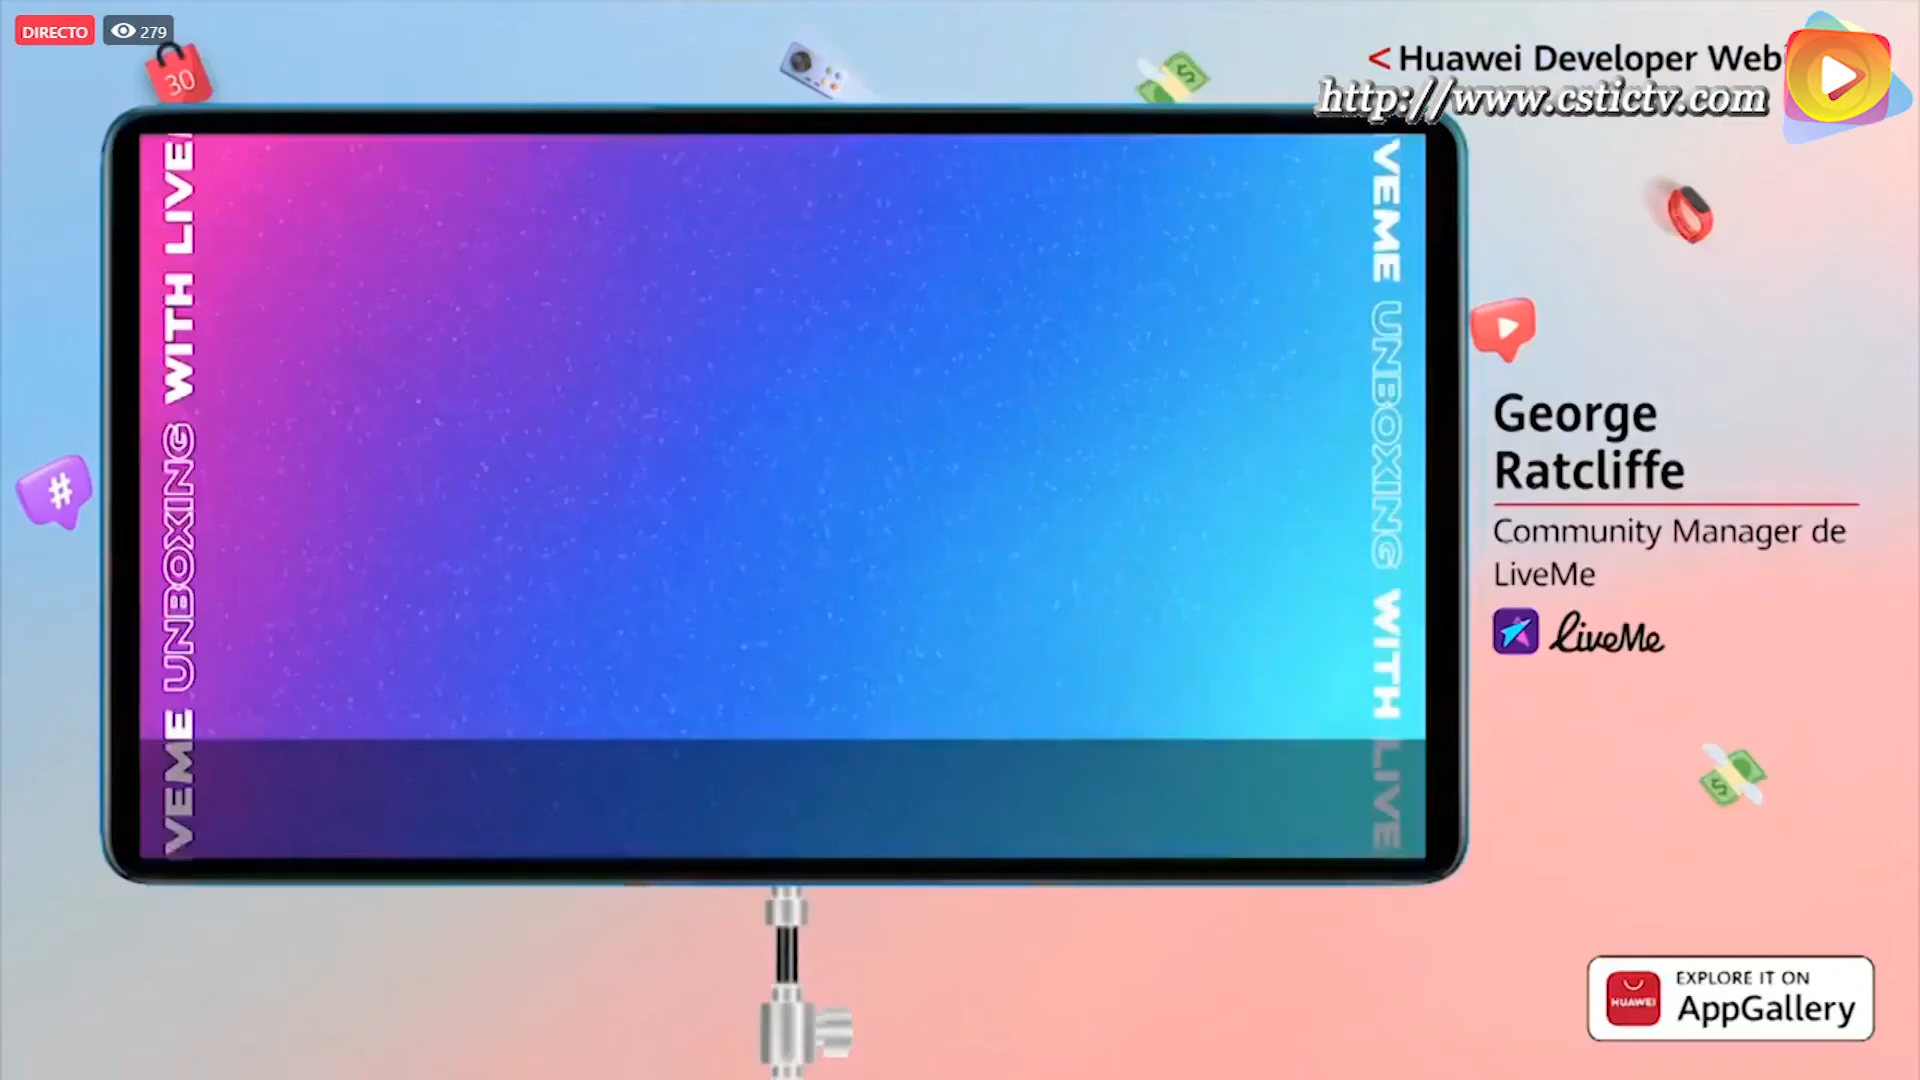 DIRECTO
279
30
< Huawei Developer Web
http://www.cstictv.com
VEME UNBOXING WITH LIVE
VEME UNBOXING WITH LIVE
#
George
Ratcliffe
Community Manager de
LiveMe
LiveMe
EXPLORE IT ON
HUAWEI
AppGallery